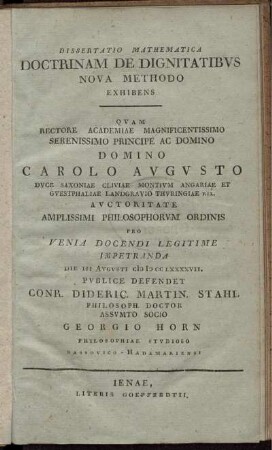 DISSERTATIO MATHEMATICA
DOCTRINAM DE DIGNITATIBVS
NOVA METHODO
EXHIBENS
QVAM
RECTORE ACADEMIAE MAGNIFICENTISSIMO
SERENISSIMO PRINCIPE AC DOMINO
DOMINO
CAROLO AVGVSTO
DVCE SAXONIAE CLIVIAE MONTIVM ANGARIAE ET
GVESTPHALIAE LANDGRAVIO THVRINGIAE
AVCTORITATE
AMPLISSIMI PHILOSOPHORVM ORDINIS
PRO
VENIA DOCENDI LEGITIME
IMPETRANDA
DIE III AVGVSTI cIↃIↃCCLXXXXVII.
PVBLICE DEFENDET
CONR. DIDERIC. MARTIN. STAHL
PHILOSOPH. DOCTOR
ASSVMTO SOCIO
GEORGIO HORN
PHILOSOPHIAE STVDIOSO
NASSOVICO-HADAMARIENSI
IENAE,
LITERIS GOEPFERDTII.